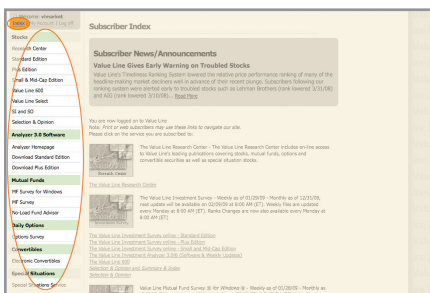 Welcome: vlmarket
Index | My Account | Log off
Stocks
Research Center
Standard Edition
Plus Edition
Small & Mid-Cap Edition
Value Line 600
Value Line Select
SI and SO
Selection & Opinion
Analyzer 3.0 Software
Analyzer Homepage
Download Standard Edition
Download Plus Edition
Mutual Funds
MF Survey for Windows
MF Survey
No-Load Fund Advisor
Daily Options
Options Survey
Convertibles
Electronic Convertibles
Special Situations
Special Situations Service
Subscriber Index
Subscriber News/Announcements
Value Line Gives Early Warning on Troubled Stocks
Value Line's Timeliness Ranking System lowered the relative price performance ranking of many of the
headline-making market decliners well in advance of their recent plunge. Subscribers following our
ranking system were alerted early to troubled stocks such as Lehman Brothers (rank lowered 3/31/08)
and AIG (rank lowered 3/10/08)... Read More
You are now logged on to Value Line
Note: Print or web subscribers may use these links to navigate our site.
Please click on the service you are subscribed to:
Research Center
The Value Line Research Center - The Value Line Research Center includes on-line access
to Value Line's leading publications covering stocks, mutual funds, options and
convertible securities as well as special situation stocks.
The Value Line Research Center
The Value Line Investment Survey - Weekly as of 01/28/09 - Monthly as of 12/31/08,
next update will be available on 02/09/09 at 8:00 AM (ET). Weekly files are updated
every Monday at 8:00 AM (ET), Ranks Changes are now also available every Monday at
8:00 AM (ET).
The Value Line Investment Survey online - Standard Edition
The Value Line Investment Survey online - Plus Edition
The Value Line Investment Survey online - Small and Mid-Cap Edition
The Value Line Investment Analyzer 3.0® (Software & Weekly Updates)
The Value Line 600
Selection & Opinion and Summary & Index
Selection & Opinion
Value Line Mutual Fund Survey ® for Windows ® - Weekly as of 01/28/09 - Monthly as